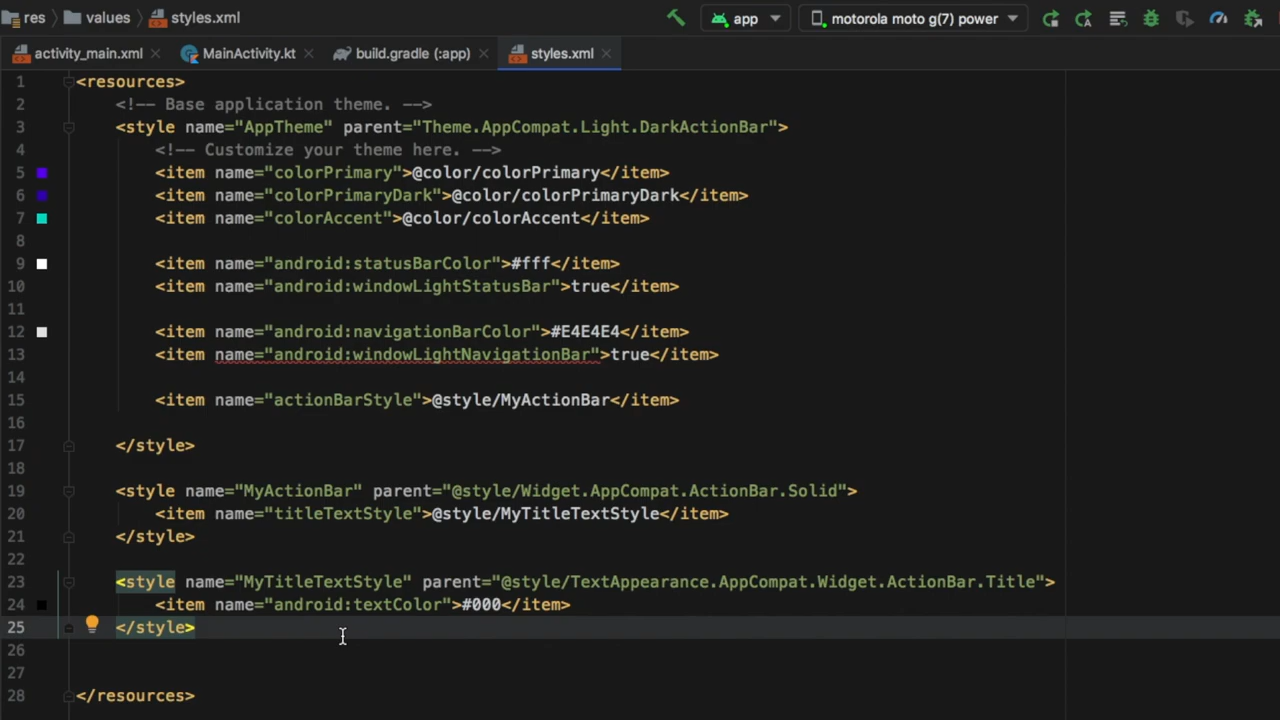 res values styles.xml app motorola moto g(7) power
activity_main.xml MainActivity.kt build.gradle (:app) styles.xml
1 <resources>
2 <!-- Base application theme. -->
3 <style name="AppTheme" parent="Theme.AppCompat.Light.DarkActionBar">
4 <!-- Customize your theme here. -->
5 <item name="colorPrimary">@color/colorPrimary</item>
6 <item name="colorPrimaryDark">@color/colorPrimaryDark</item>
7 <item name="colorAccent">@color/colorAccent</item>
8
9 <item name="android:statusBarColor">#fff</item>
10 <item name="android:windowLightStatusBar">true</item>
11
12 <item name="android:navigationBarColor">#E4E4E4</item>
13 <item name="android:windowLightNavigationBar">true</item>
14
15 <item name="actionBarStyle">@style/MyActionBar</item>
16
17 </style>
18
19 <style name="MyActionBar" parent="@style/Widget.AppCompat.ActionBar.Solid">
20 <item name="titleTextStyle">@style/MyTitleTextStyle</item>
21 </style>
22
23 <style name="MyTitleTextStyle" parent="@style/TextAppearance.AppCompat.Widget.ActionBar.Title">
24 <item name="android:textColor">#000</item>
25 </style>
26
27
28 </resources>